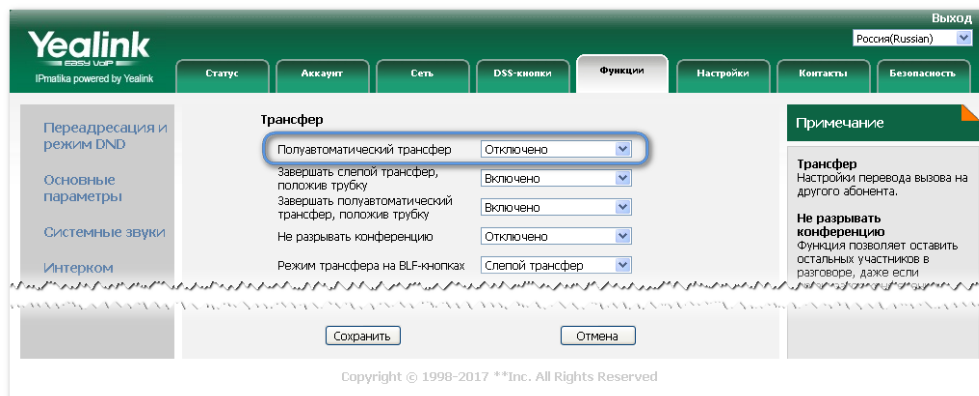 Выход
Россия(Russian)
Yealink
EASY VoIP
IPmatika powered by Yealink
Статус
Аккаунт
Сеть
DSS-кнопки
Функции
Настройки
Контакты
Безопасность
Переадресация и
режим DND
Основные
параметры
Системные звуки
Интерком
Трансфер
Полуавтоматический трансфер Отключено
Завершать слепой трансфер,
положив трубку Включено
Завершать полуавтоматический
трансфер, положив трубку Включено
Не разрывать конференцию Отключено
Режим трансфера на BLF-кнопках Слепой трансфер
Сохранить
Отмена
Примечание
Трансфер
Настройки перевода вызова на
другого абонента.
Не разрывать
конференцию
Функция позволяет оставить
остальных участников в
разговоре, даже если
Copyright © 1998-2017 **Inc. All Rights Reserved